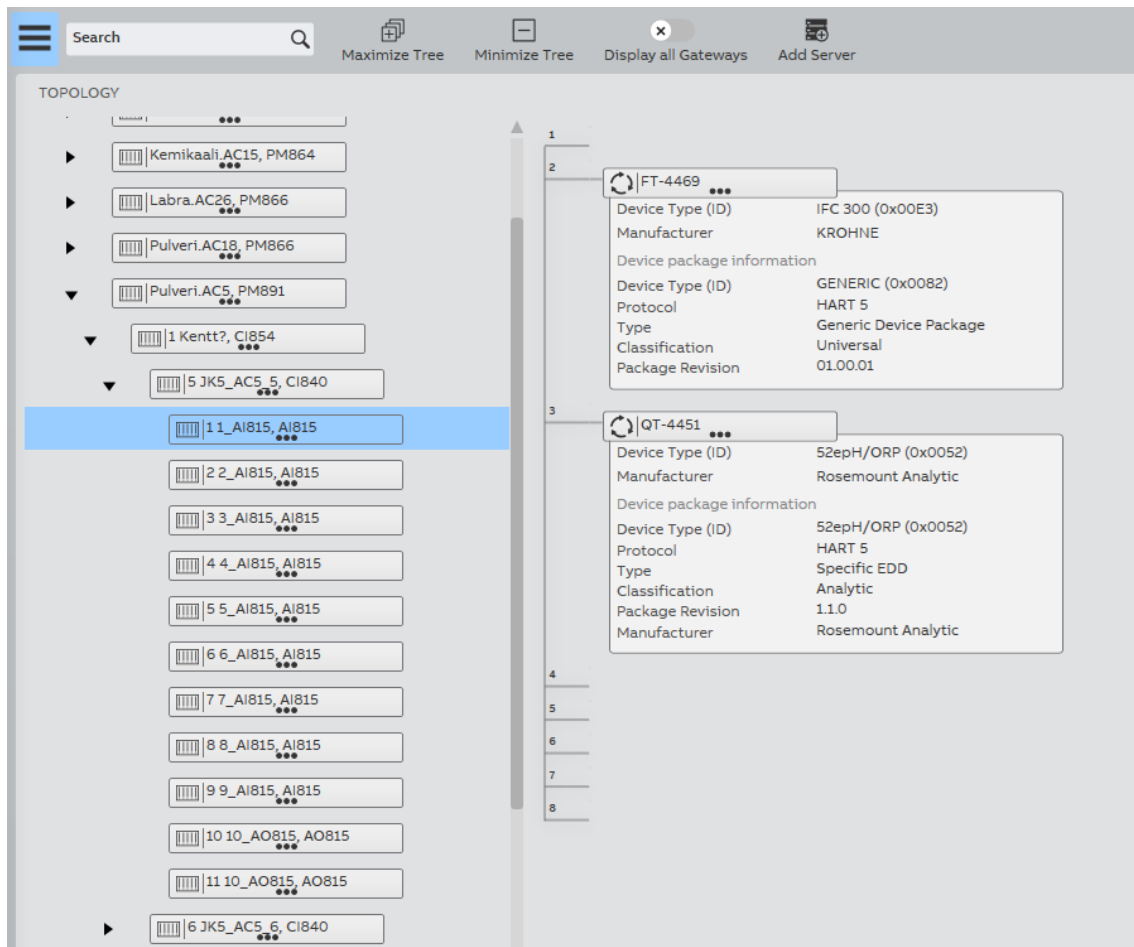 Search
Maximize Tree
Minimize Tree
Display all Gateways
Add Server
TOPOLOGY
Kemikaali.AC15, PM864
Labra.AC26, PM866
Pulveri.AC18, PM866
Pulveri.AC5, PM891
1 Kentt?, CI854
5 JK5_AC5_5, CI840
1 1_AI815, AI815
2 2_AI815, AI815
3 3_AI815, AI815
4 4_AI815, AI815
5 5_AI815, AI815
6 6_AI815, AI815
7 7_AI815, AI815
8 8_AI815, AI815
9 9_AI815, AI815
10 10_AO815, AO815
11 10_AO815, AO815
6 JK5_AC5_6, CI840
1
2
FT-4469
Device Type (ID) IFC 300 (0x00E3)
Manufacturer KROHNE
Device package information
Device Type (ID) GENERIC (0x0082)
Protocol HART 5
Type Generic Device Package
Classification Universal
Package Revision 01.00.01
3
QT-4451
Device Type (ID) 52epH/ORP (0x0052)
Manufacturer Rosemount Analytic
Device package information
Device Type (ID) 52epH/ORP (0x0052)
Protocol HART 5
Type Specific EDD
Classification Analytic
Package Revision 1.1.0
Manufacturer Rosemount Analytic
4
5
6
7
8